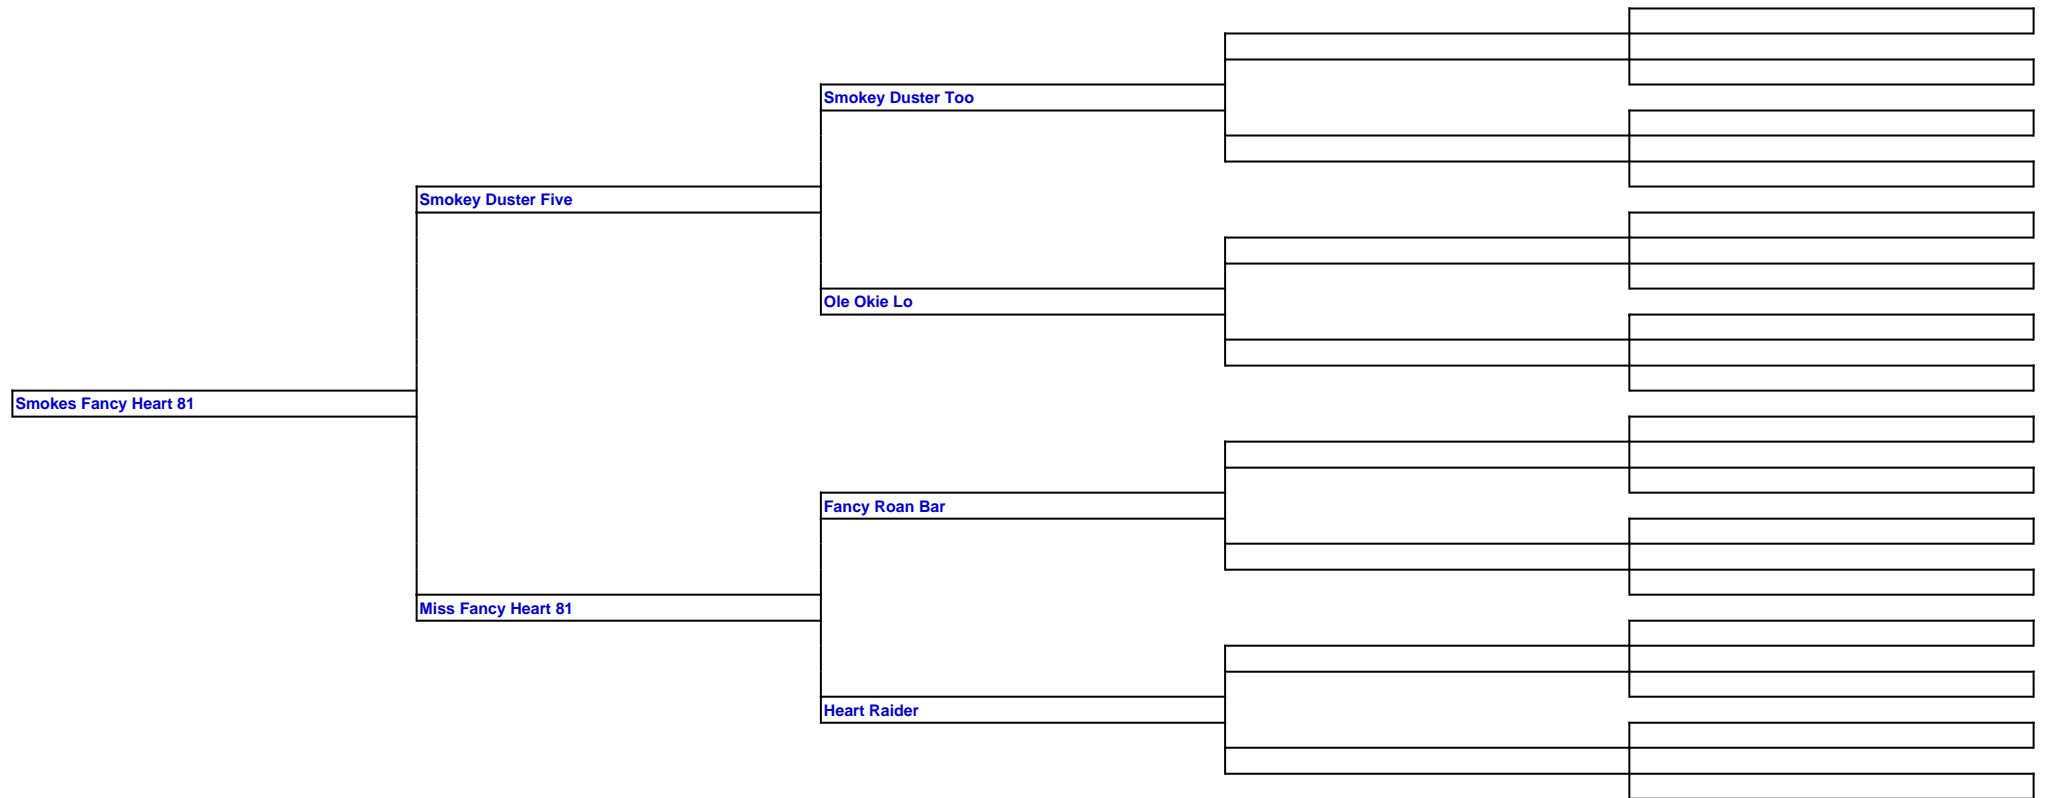 Smokey Duster Too
Smokey Duster Five
Ole Okie Lo
Smokes Fancy Heart 81
Fancy Roan Bar
Miss Fancy Heart 81
Heart Raider